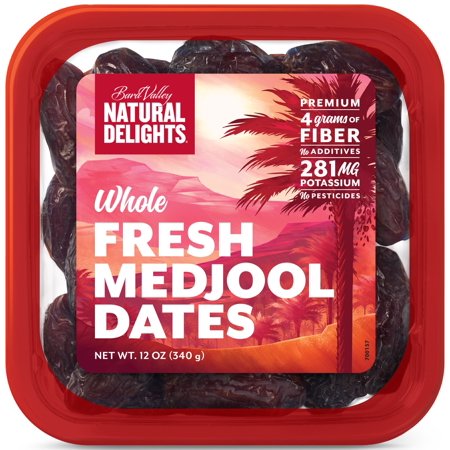 Bard Valley
NATURAL
DELIGHTS®
PREMIUM
4 grams of
FIBER
No ADDITIVES
281 MG
POTASSIUM
No PESTICIDES
Whole
FRESH
MEDJOOL
DATES
NET WT. 12 OZ (340 g)
700157